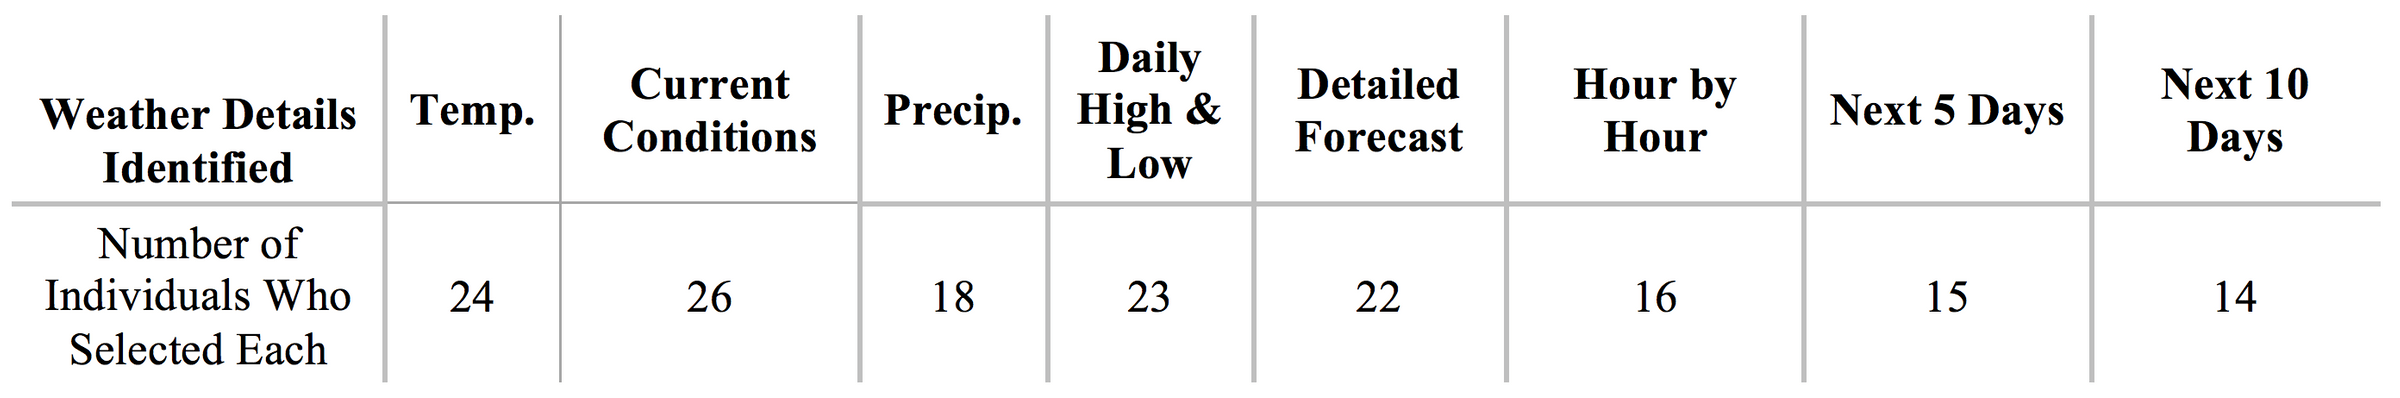 Weather Details
Identified
Temp.
Current
Conditions
Precip.
Daily
High &
Low
Detailed
Forecast
Hour by
Hour
Next 5 Days
Next 10
Days
Number of
Individuals Who
Selected Each
24
26
18
23
22
16
15
14